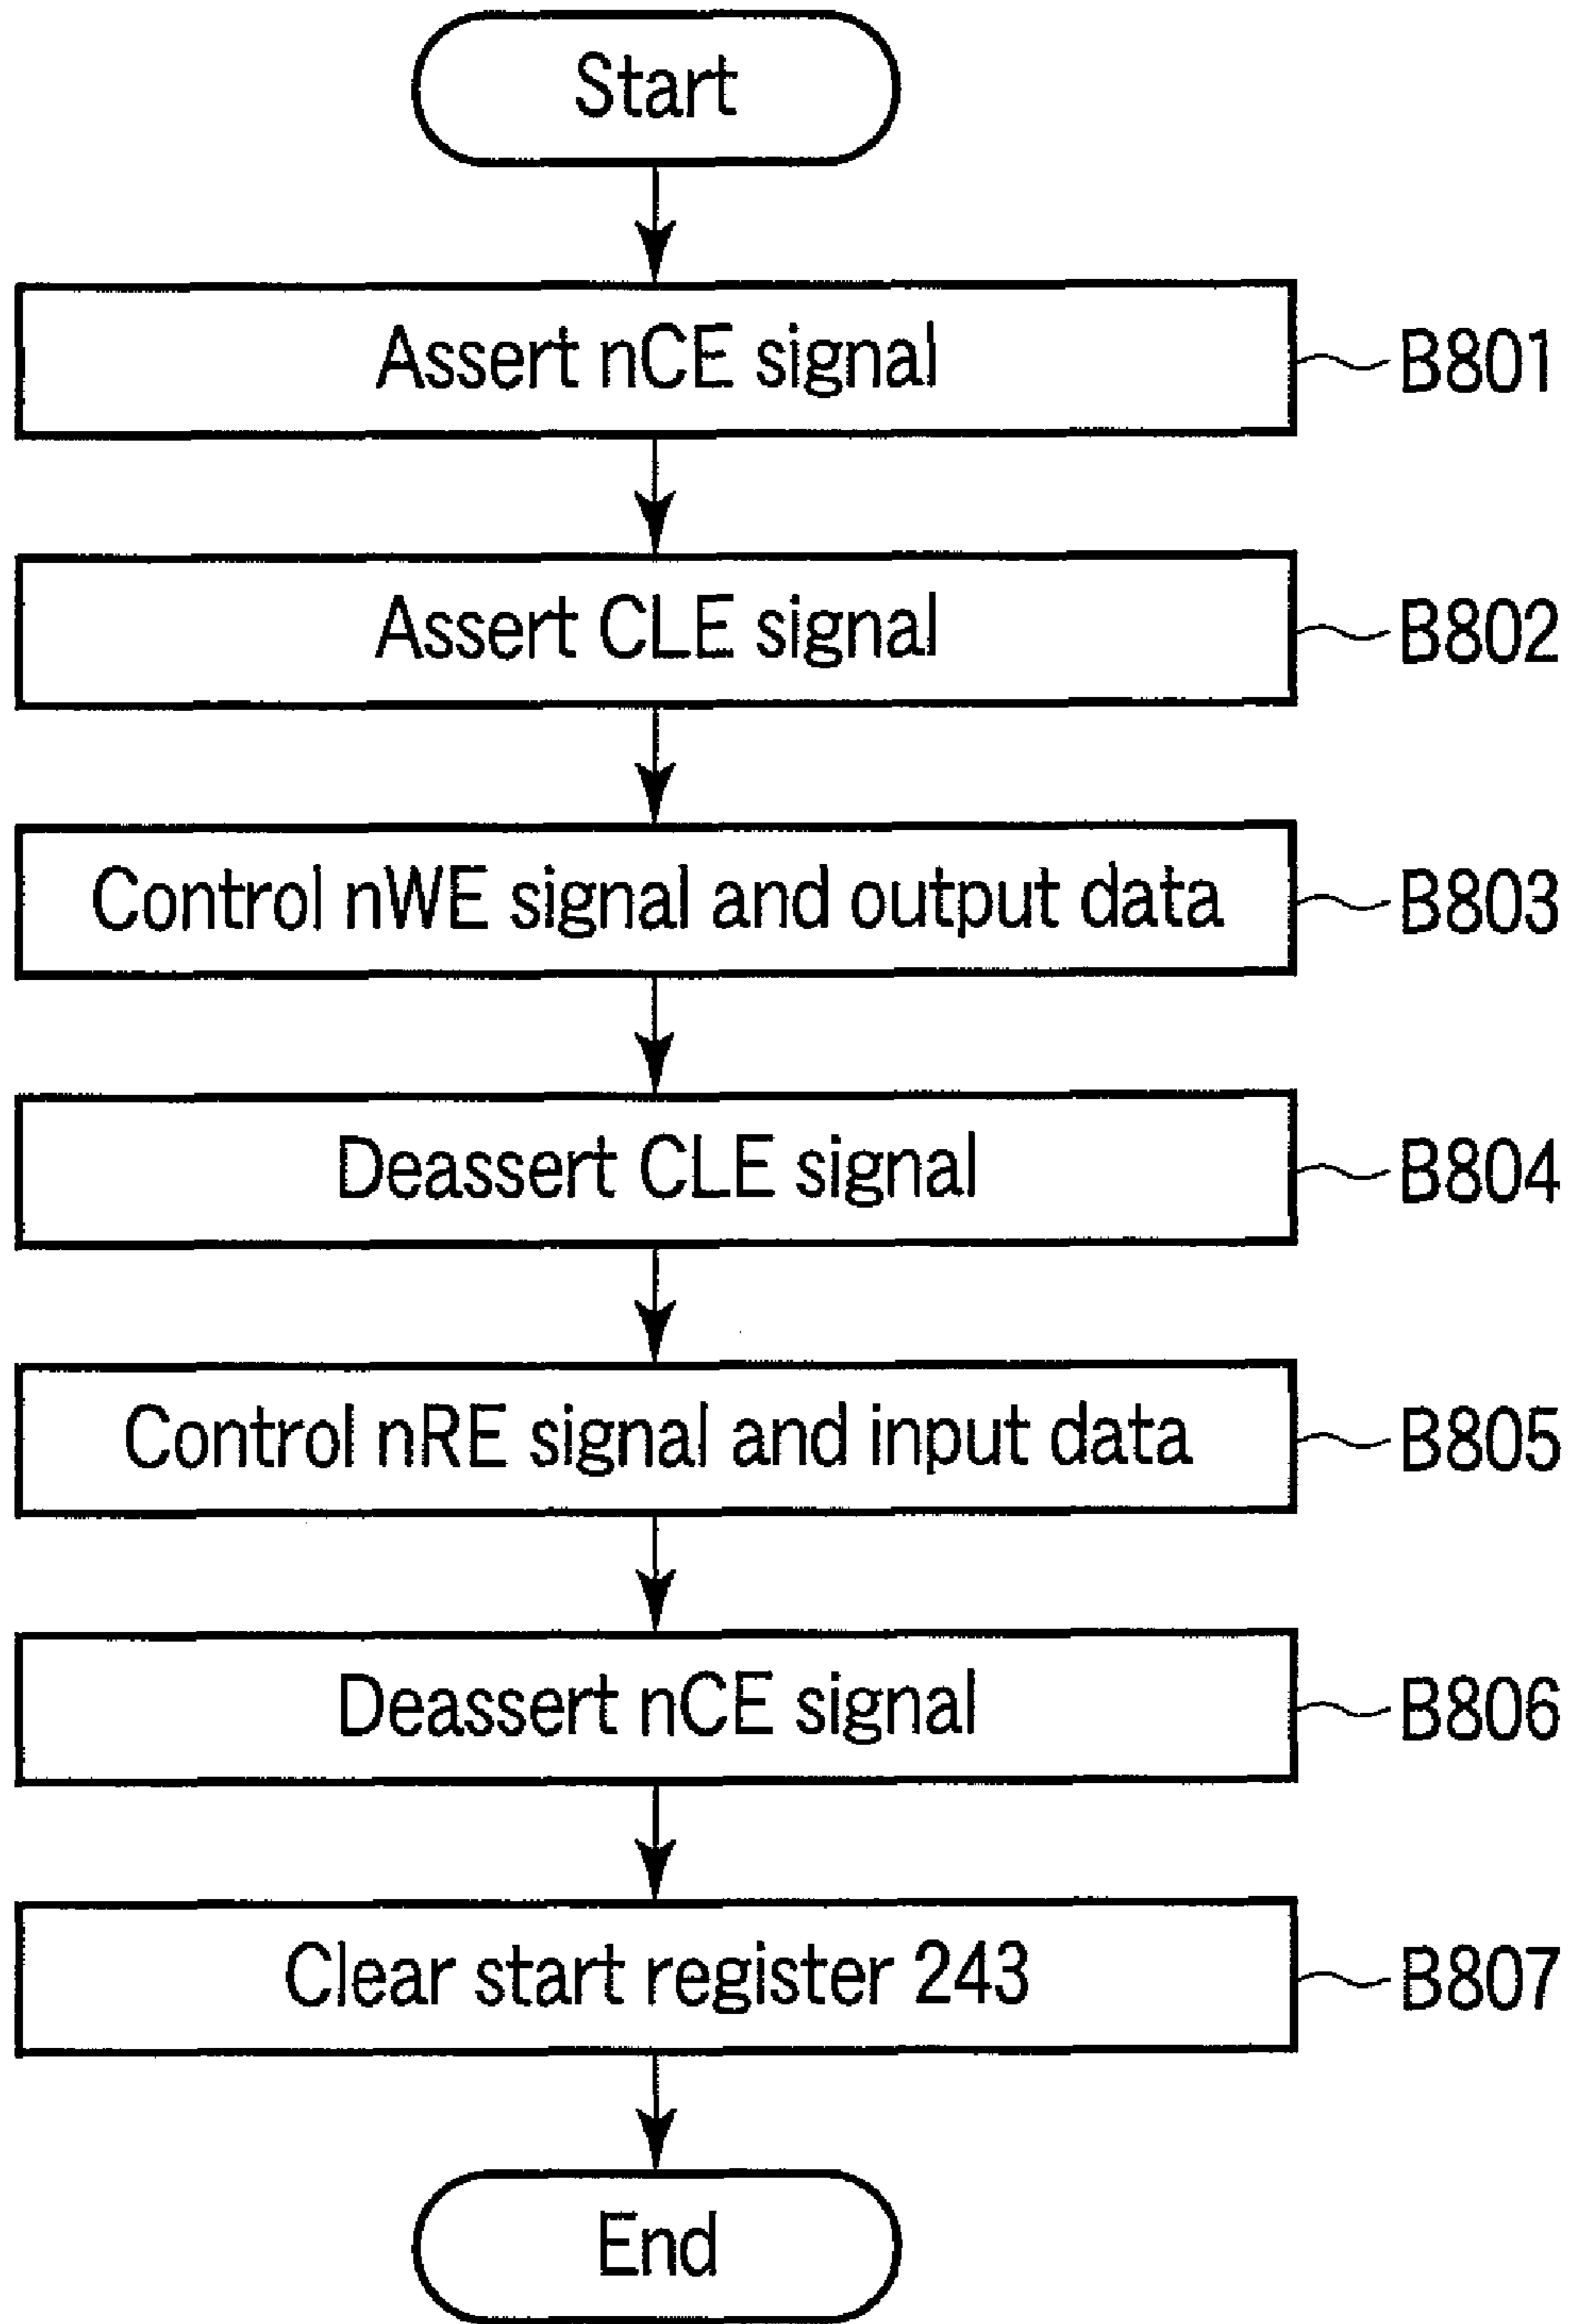 Start
Assert nCE signal
B801
Assert CLE signal
B802
Control nWE signal and output data
B803
Deassert CLE signal
B804
Control nRE signal and input data
B805
Deassert nCE signal
B806
Clear start register 243
B807
End